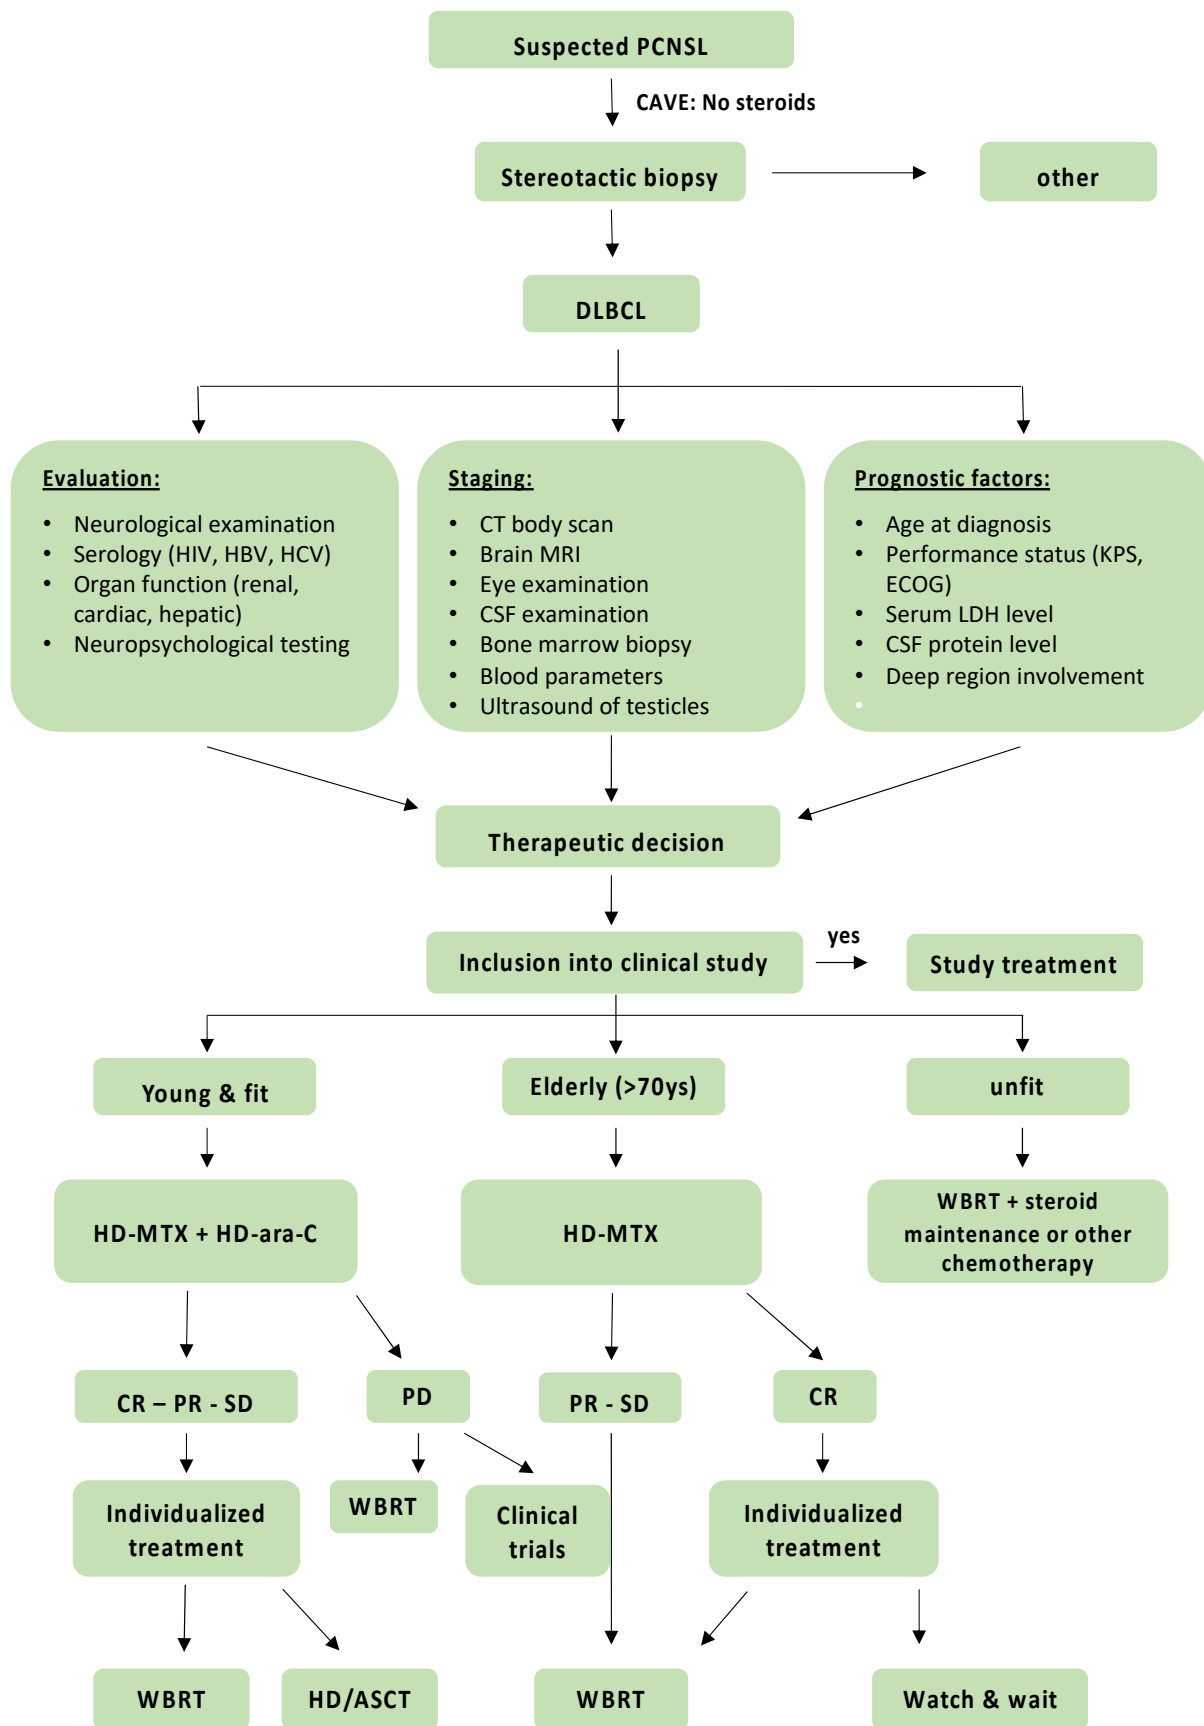 Suspected PCNSL
CAVE: No steroids
Stereotactic biopsy
other
DLBCL
Evaluation:
• Neurological examination
• Serology (HIV, HBV, HCV)
• Organ function (renal,
cardiac, hepatic)
• Neuropsychological testing
Staging:
• CT body scan
• Brain MRI
• Eye examination
• CSF examination
• Bone marrow biopsy
• Blood parameters
• Ultrasound of testicles
Prognostic factors:
• Age at diagnosis
• Performance status (KPS,
ECOG)
• Serum LDH level
• CSF protein level
• Deep region involvement
•
Therapeutic decision
Inclusion into clinical study
yes
Study treatment
Young & fit
Elderly (>70ys)
unfit
HD-MTX + HD-ara-C
HD-MTX
WBRT + steroid
maintenance or other
chemotherapy
CR – PR - SD
PD
PR - SD
CR
Individualized
treatment
WBRT
Clinical
trials
Individualized
treatment
WBRT
HD/ASCT
WBRT
Watch & wait